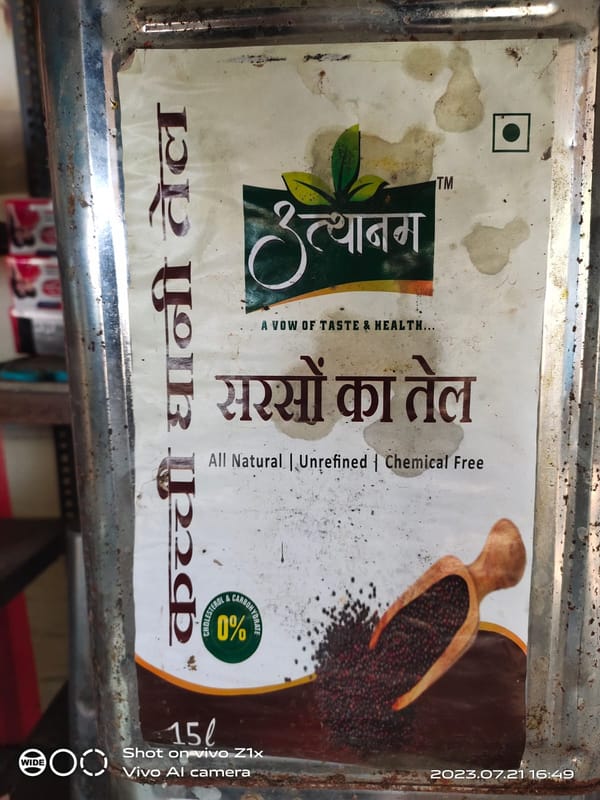 उत्थानम
TM
A VOW OF TASTE & HEALTH...
कच्ची घानी तेल
सरसों का तेल
All Natural | Unrefined | Chemical Free
CHOLESTEROL & CARBOHYDRATE
0%
15l
WIDE
Shot on vivo Z1x
Vivo AI camera
2023.07.21 16:49